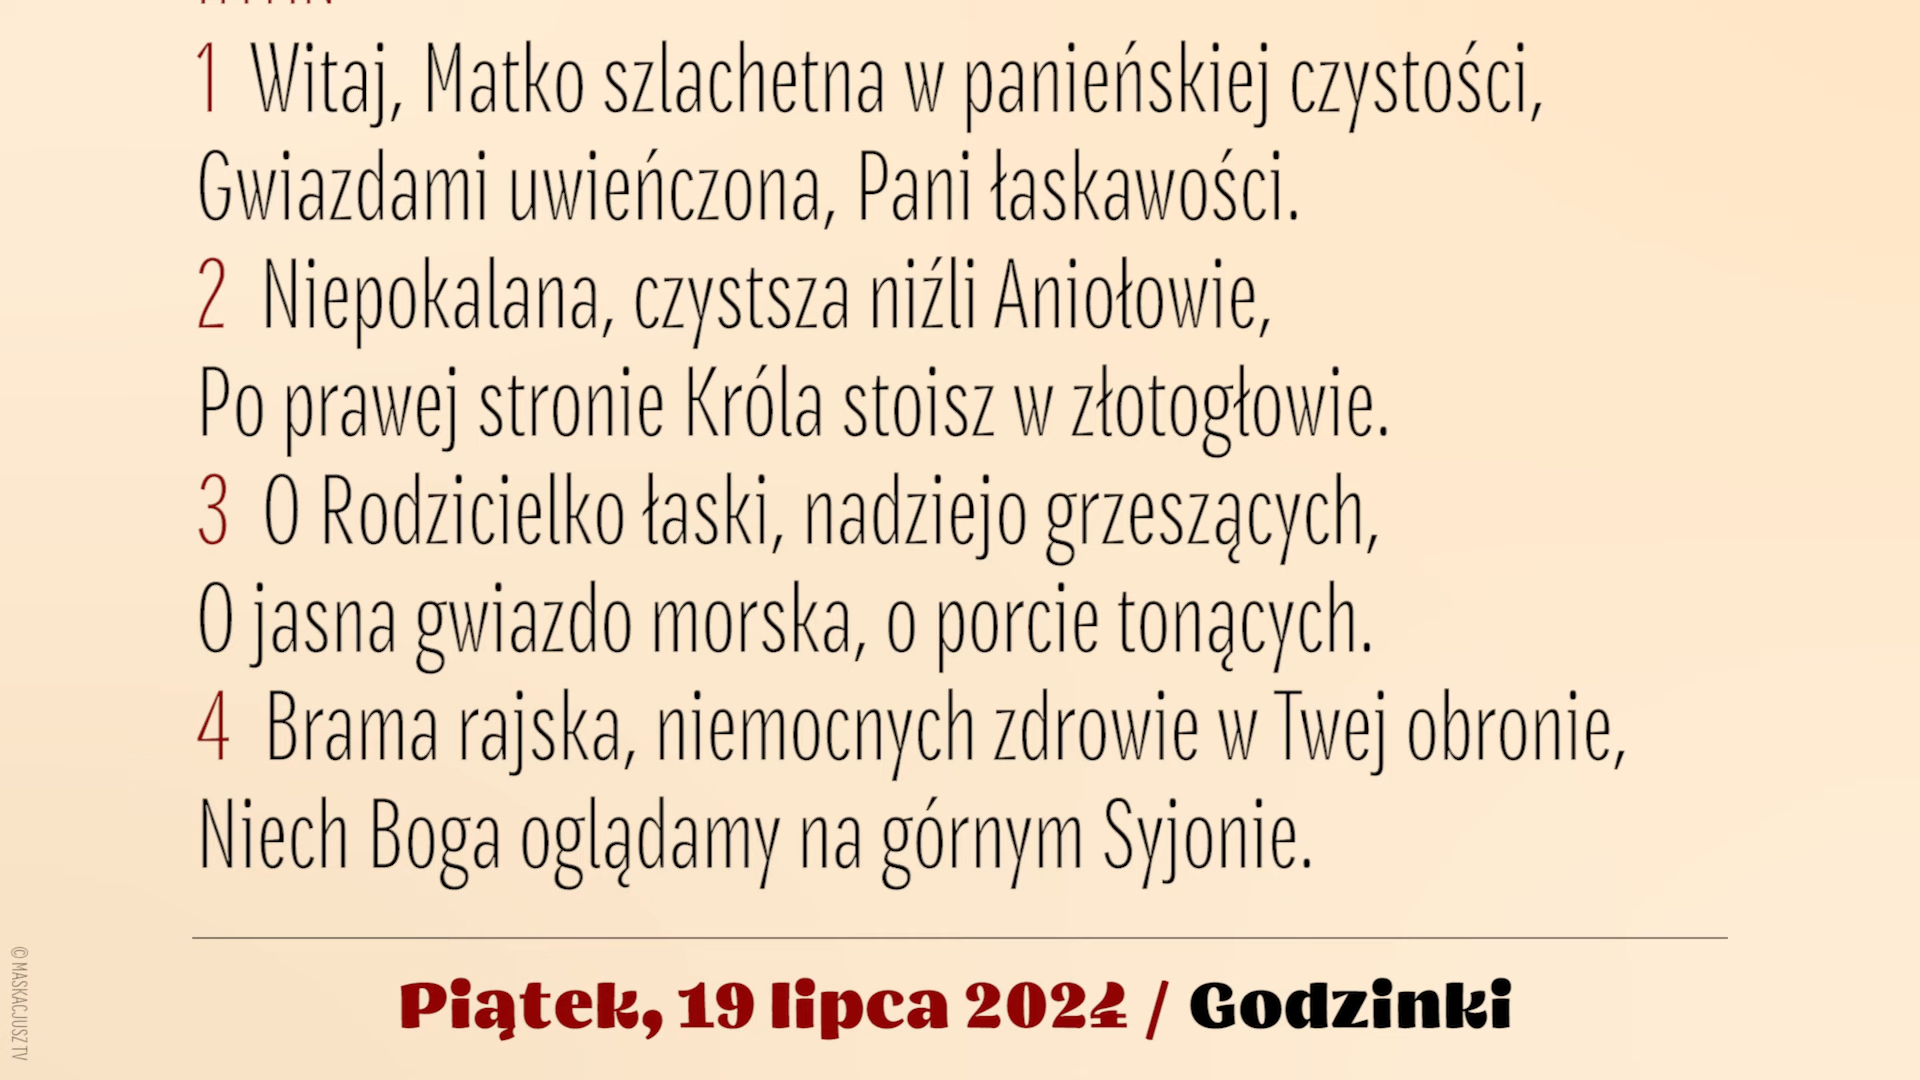 1 Witaj, Matko szlachetna w panieńskiej czystości,
Gwiazdami uwieńczona, Pani łaskawości.
2 Niepokalana, czystsza niźli Aniołowie,
Po prawej stronie Króla stoisz w złotogłowie.
3 O Rodzicielko łaski, nadziejo grzeszących,
O jasna gwiazdo morska, o porcie tonących.
4 Brama rajska, niemocnych zdrowie w Twej obronie,
Niech Boga oglądamy na górnym Syjonie.
Piątek, 19 lipca 2024 / Godzinki
© MASKACJUSZ TV